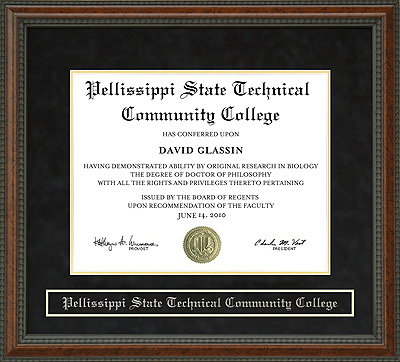 Pellissippi State Technical
Community College
HAS CONFERRED UPON
DAVID GLASSIN
HAVING DEMONSTRATED ABILITY BY ORIGINAL RESEARCH IN BIOLOGY
THE DEGREE OF DOCTOR OF PHILOSOPHY
WITH ALL THE RIGHTS AND PRIVILEGES THERETO PERTAINING
ISSUED BY THE BOARD OF REGENTS
UPON RECOMMENDATION OF THE FACULTY
JUNE 14, 2010
PROVOST
PRESIDENT
Pellissippi State Technical Community College